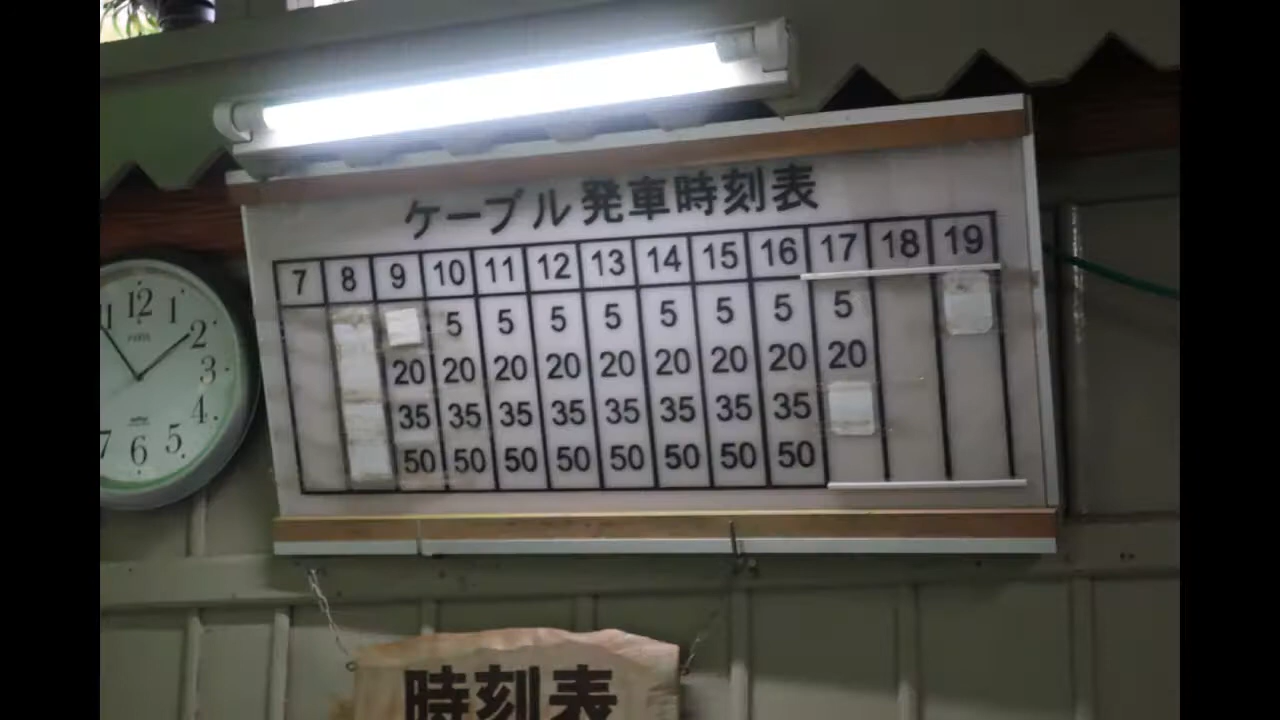 ケーブル発車時刻表
7 8 9 10 11 12 13 14 15 16 17 18 19
5 5 5 5 5 5 5 5
20 20 20 20 20 20 20 20 20
35 35 35 35 35 35 35 35
50 50 50 50 50 50 50 50
12 1 2 3 4 5 6 7
時刻表